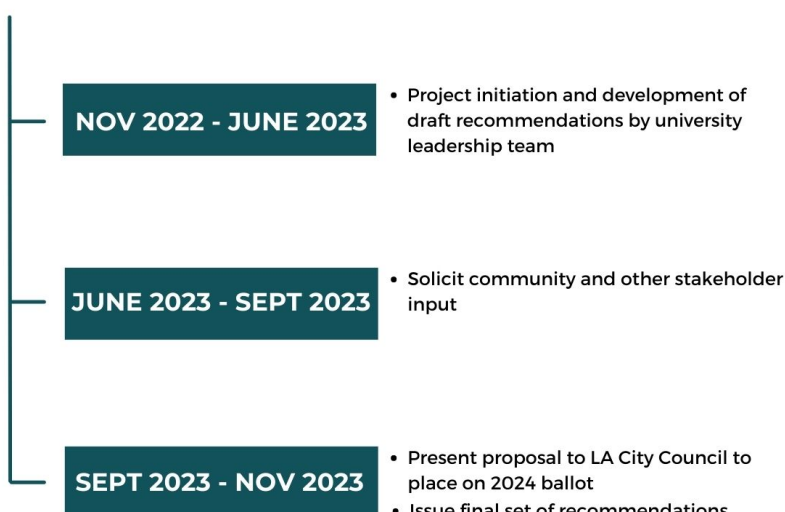 NOV 2022 - JUNE 2023
• Project initiation and development of
draft recommendations by university
leadership team
JUNE 2023 - SEPT 2023
• Solicit community and other stakeholder
input
SEPT 2023 - NOV 2023
• Present proposal to LA City Council to
place on 2024 ballot
• Issue final set of recommendations